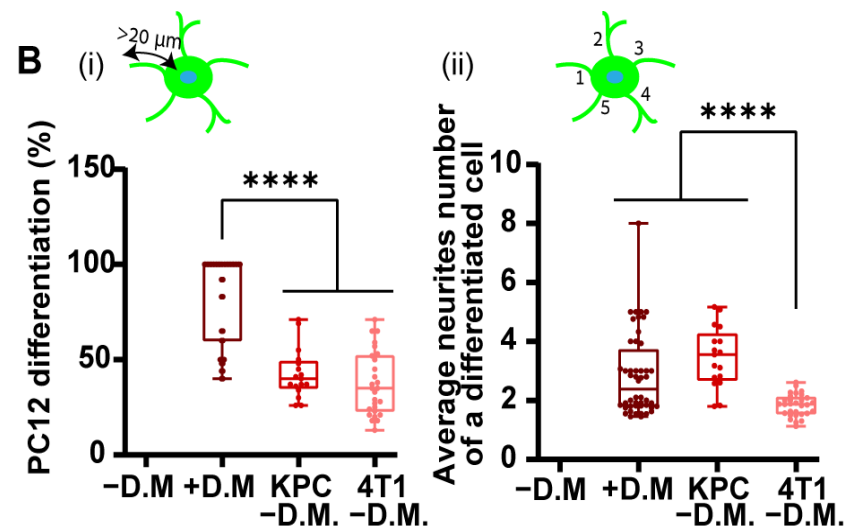 B (i)
>20 µm
PC12 differentiation (%)
150
100
50
0
****
−D.M +D.M KPC 4T1
−D.M. −D.M.
(ii)
2 3
1
5 4
Average neurites number
of a differentiated cell
10
8
6
4
2
0
****
−D.M +D.M KPC 4T1
−D.M. −D.M.